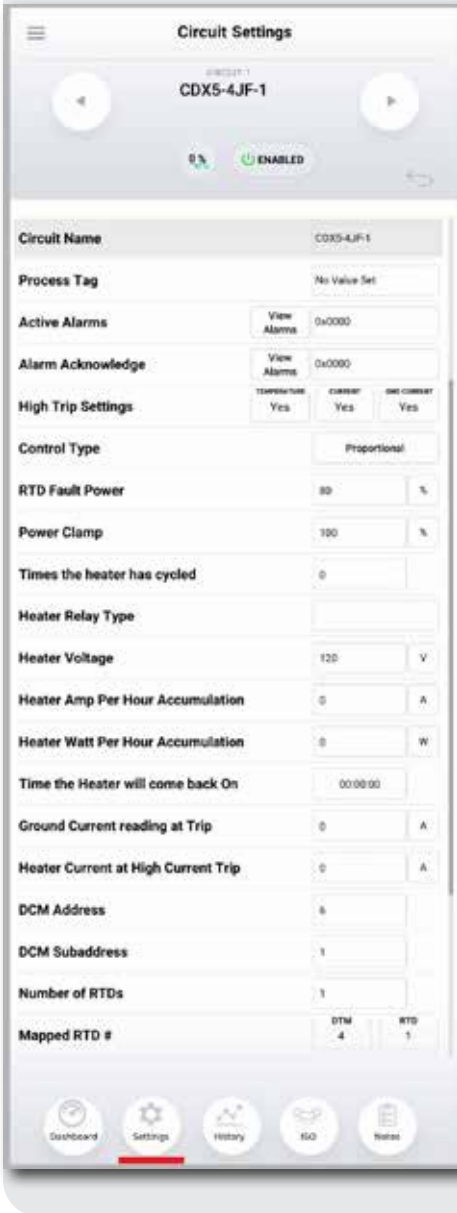 Circuit Settings
CIRCUIT 1
CDX5-4JF-1
0 %
ENABLED
Circuit Name CDX5-4JF-1
Process Tag No Value Set
Active Alarms View Alarms 0x0000
Alarm Acknowledge View Alarms 0x0000
High Trip Settings TEMPERATURE Yes CURRENT Yes GND CURRENT Yes
Control Type Proportional
RTD Fault Power 80 %
Power Clamp 100 %
Times the heater has cycled 0
Heater Relay Type
Heater Voltage 120 V
Heater Amp Per Hour Accumulation 0 A
Heater Watt Per Hour Accumulation 0 W
Time the Heater will come back On 00:00:00
Ground Current reading at Trip 0 A
Heater Current at High Current Trip 0 A
DCM Address 6
DCM Subaddress 1
Number of RTDs 1
Mapped RTD # DTM 4 RTD 1
Dashboard Settings History ISO Notes